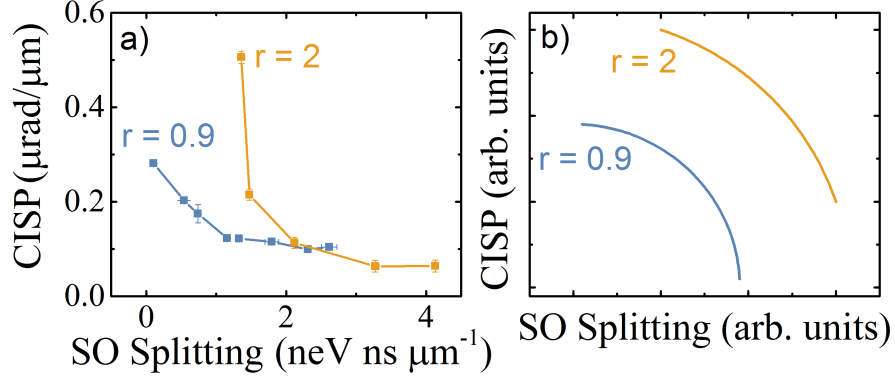 a)
r = 2
r = 0.9
CISP (μrad/μm)
0.6
0.4
0.2
0.0
0
2
4
SO Splitting (neV ns μm⁻¹)
b)
r = 2
r = 0.9
CISP (arb. units)
SO Splitting (arb. units)